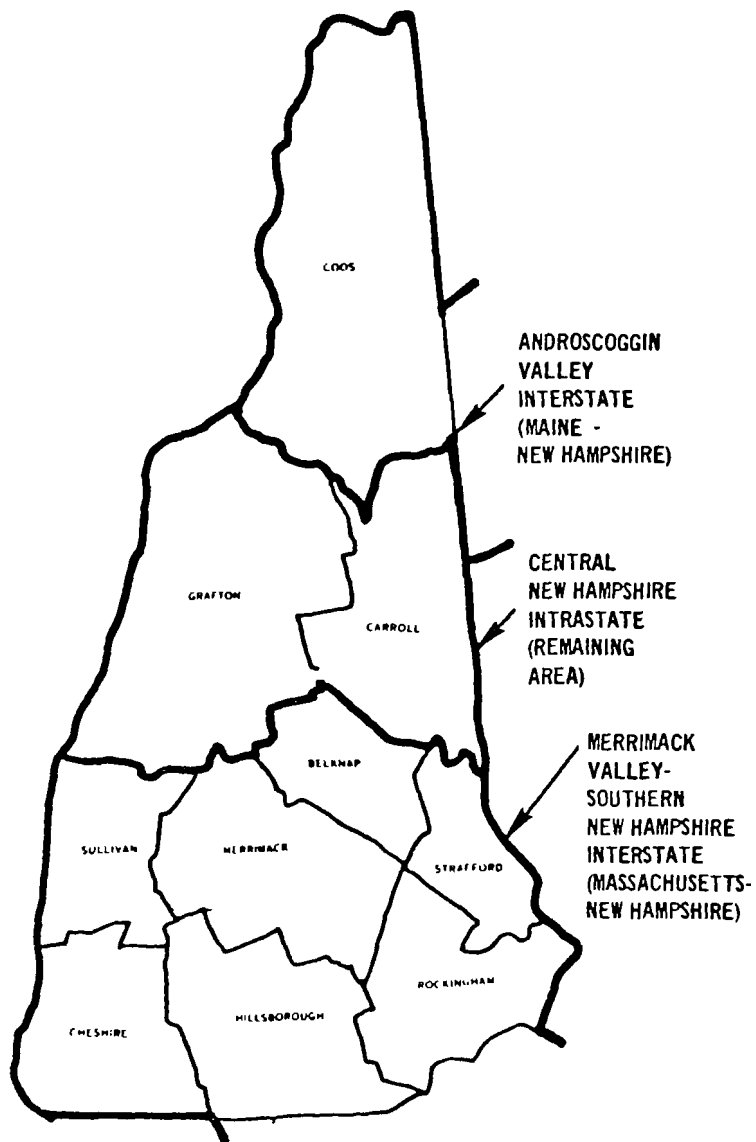 COOS
ANDROSCOGGIN
VALLEY
INTERSTATE
(MAINE -
NEW HAMPSHIRE)
CENTRAL
NEW HAMPSHIRE
INTRASTATE
(REMAINING
AREA)
GRAFTON
CARROLL
MERRIMACK
VALLEY-
SOUTHERN
NEW HAMPSHIRE
INTERSTATE
(MASSACHUSETTS-
NEW HAMPSHIRE)
BELKNAP
SULLIVAN
MERRIMACK
STRAFFORD
ROCKINGHAM
HILLSBOROUGH
CHESHIRE